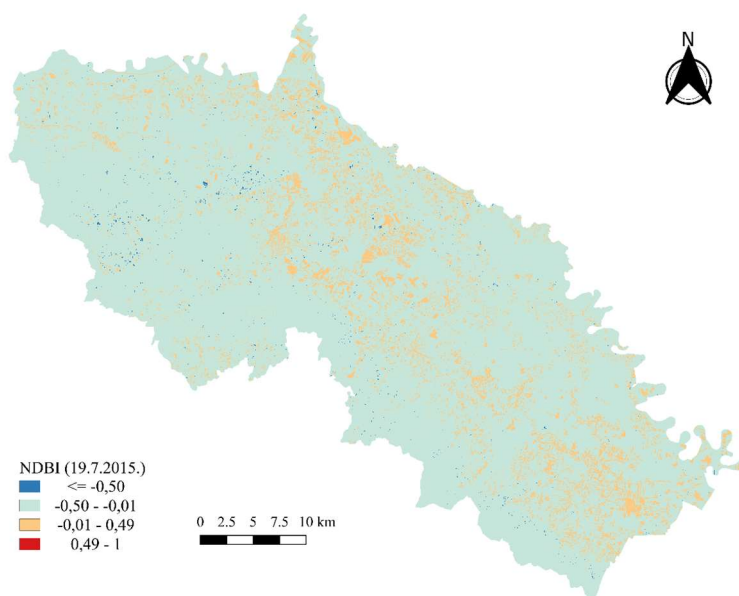 N
NDBI (19.7.2015.)
<= -0,50
-0,50 - -0,01
-0,01 - 0,49
0,49 - 1
0 2.5 5 7.5 10 km